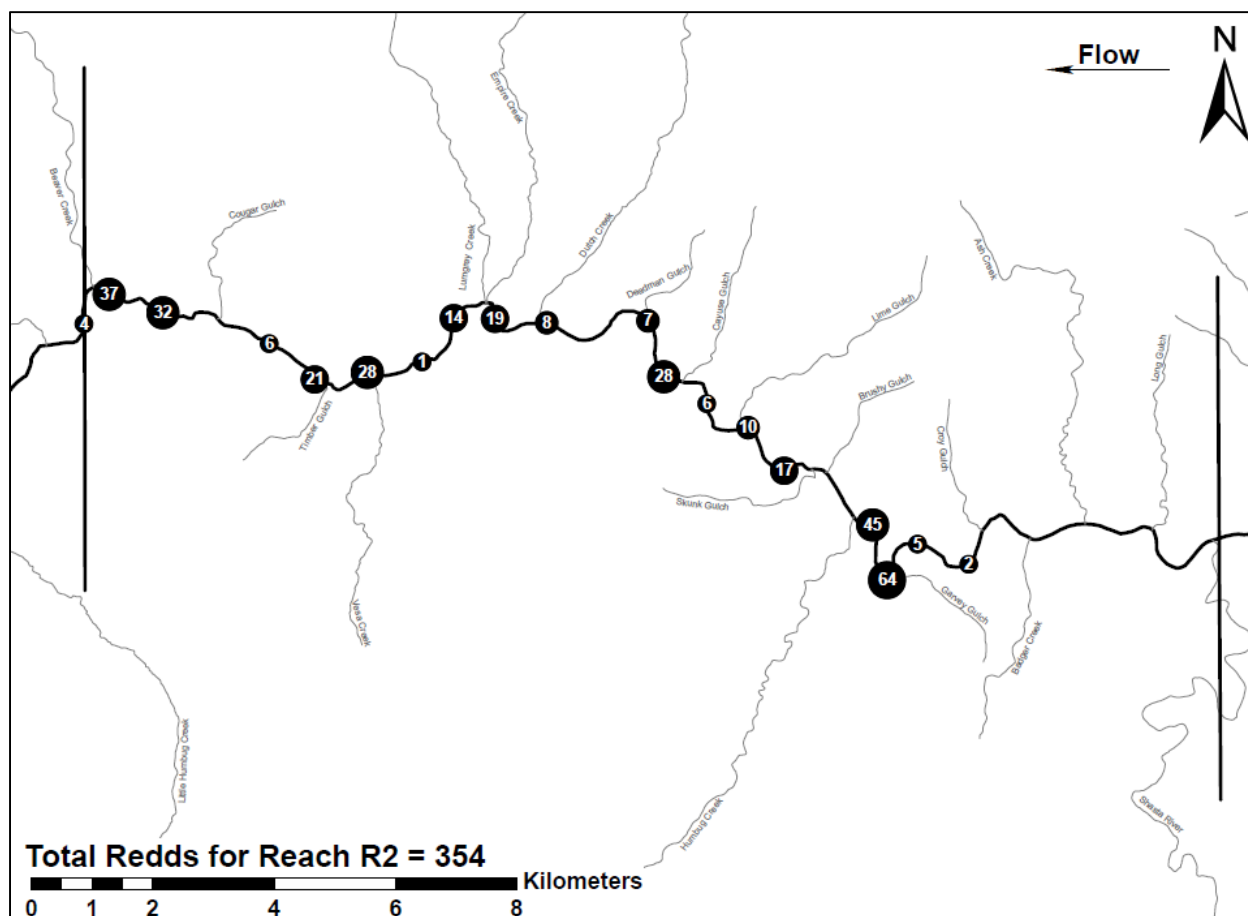 Flow
N
Empire Creek
Beaver Creek
Cougar Gulch
Lumgrey Creek
Dutch Creek
Ash Creek
Deadman Gulch
Cayuse Gulch
Lime Gulch
37
4
32
14
19
8
7
6
1
Long Gulch
21
28
28
Brushy Gulch
6
Timber Gulch
10
Croy Gulch
17
Skunk Gulch
45
5
2
64
Garvey Gulch
Vesa Creek
Badger Creek
Little Humbug Creek
Humbug Creek
Shasta River
Total Redds for Reach R2 = 354
Kilometers
0 1 2 4 6 8